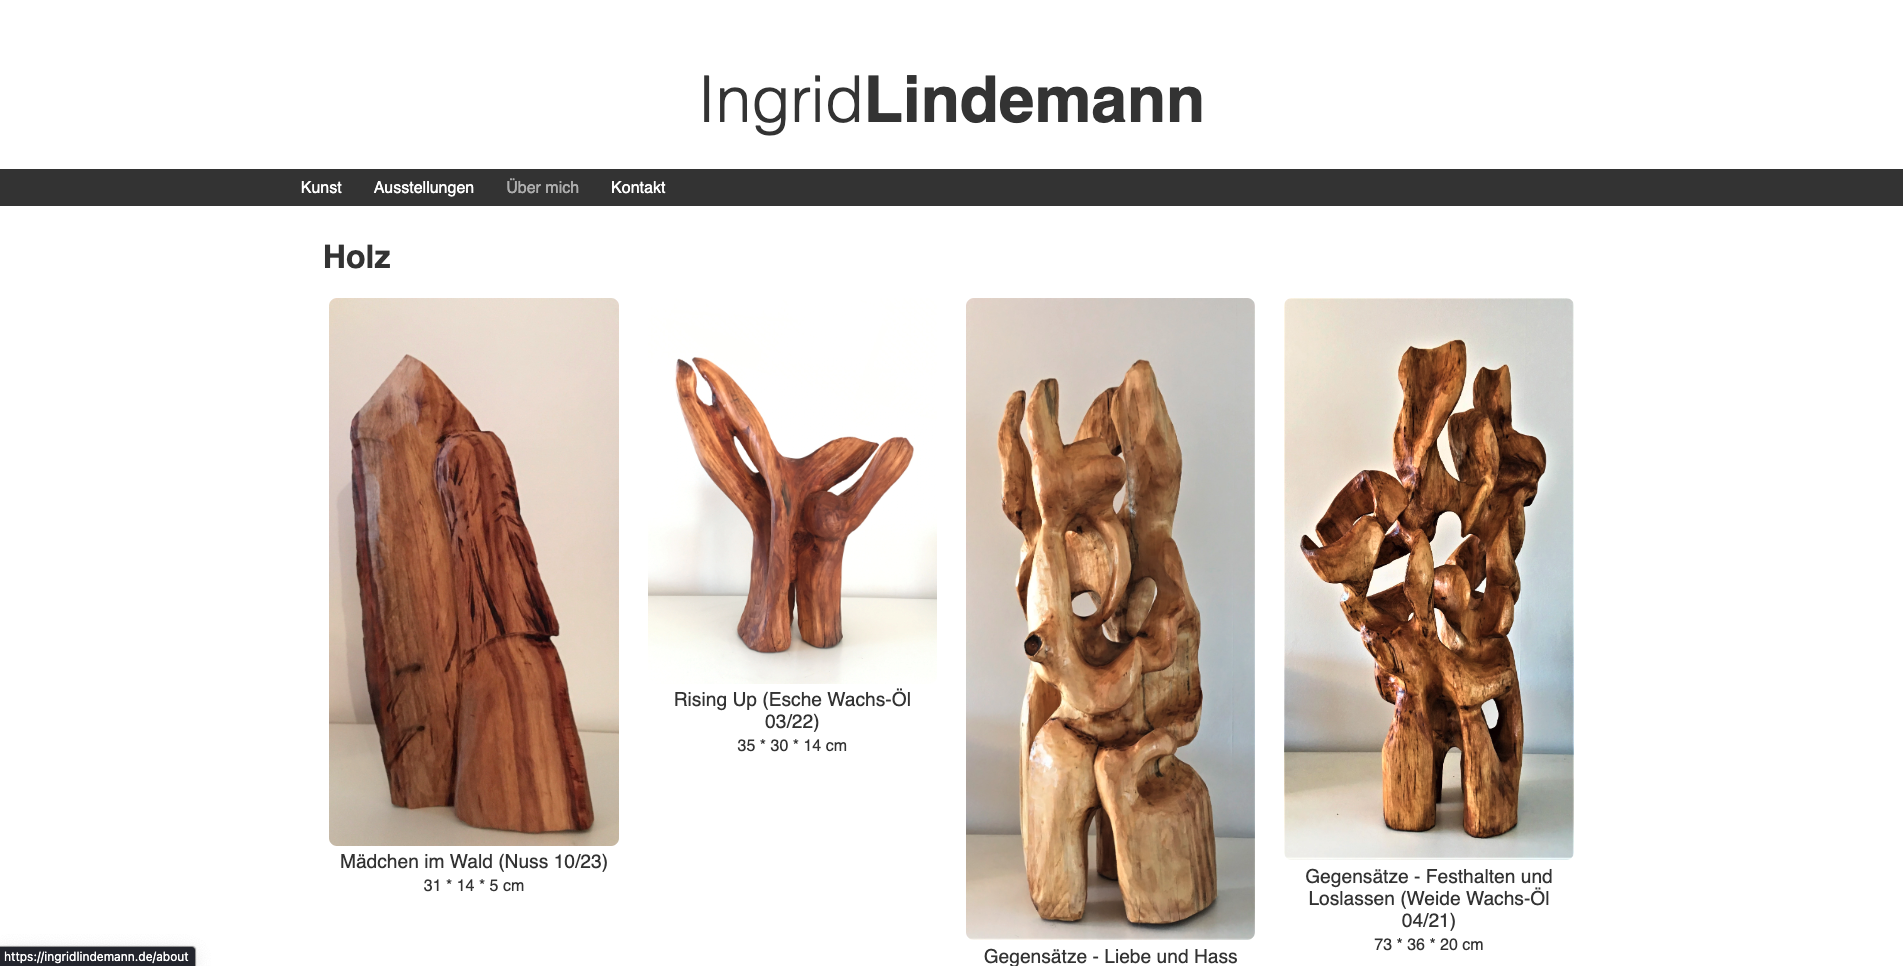 IngridLindemann
Kunst Ausstellungen Über mich Kontakt
Holz
Mädchen im Wald (Nuss 10/23)
31 * 14 * 5 cm
Rising Up (Esche Wachs-Öl
03/22)
35 * 30 * 14 cm
Gegensätze - Liebe und Hass
Gegensätze - Festhalten und
Loslassen (Weide Wachs-Öl
04/21)
73 * 36 * 20 cm
https://ingridlindemann.de/about